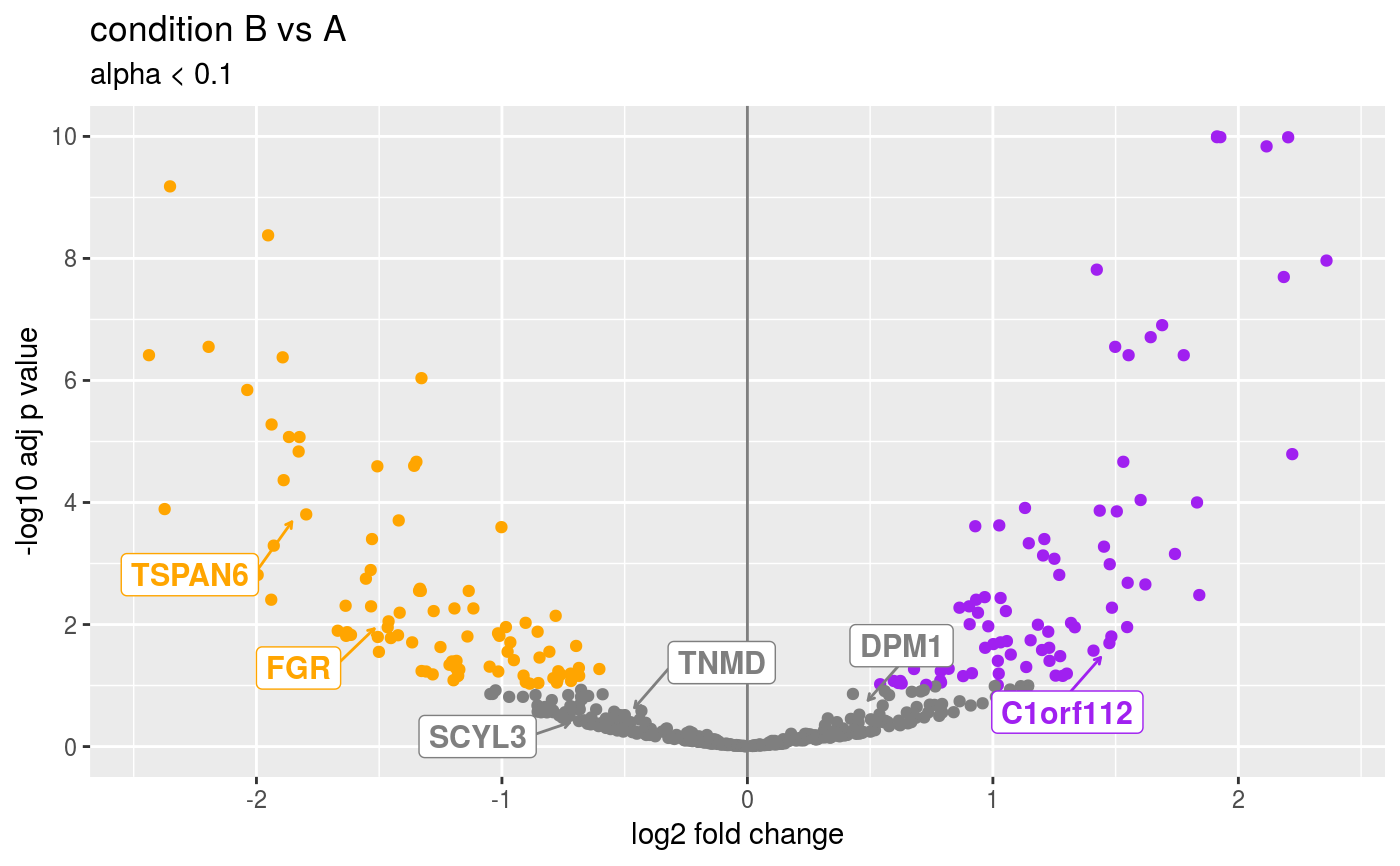 condition B vs A
alpha < 0.1
10
8
6
4
2
0
-log10 adj p value
TSPAN6
FGR
TNMD
DPM1
SCYL3
C1orf112
-2
-1
0
1
2
log2 fold change